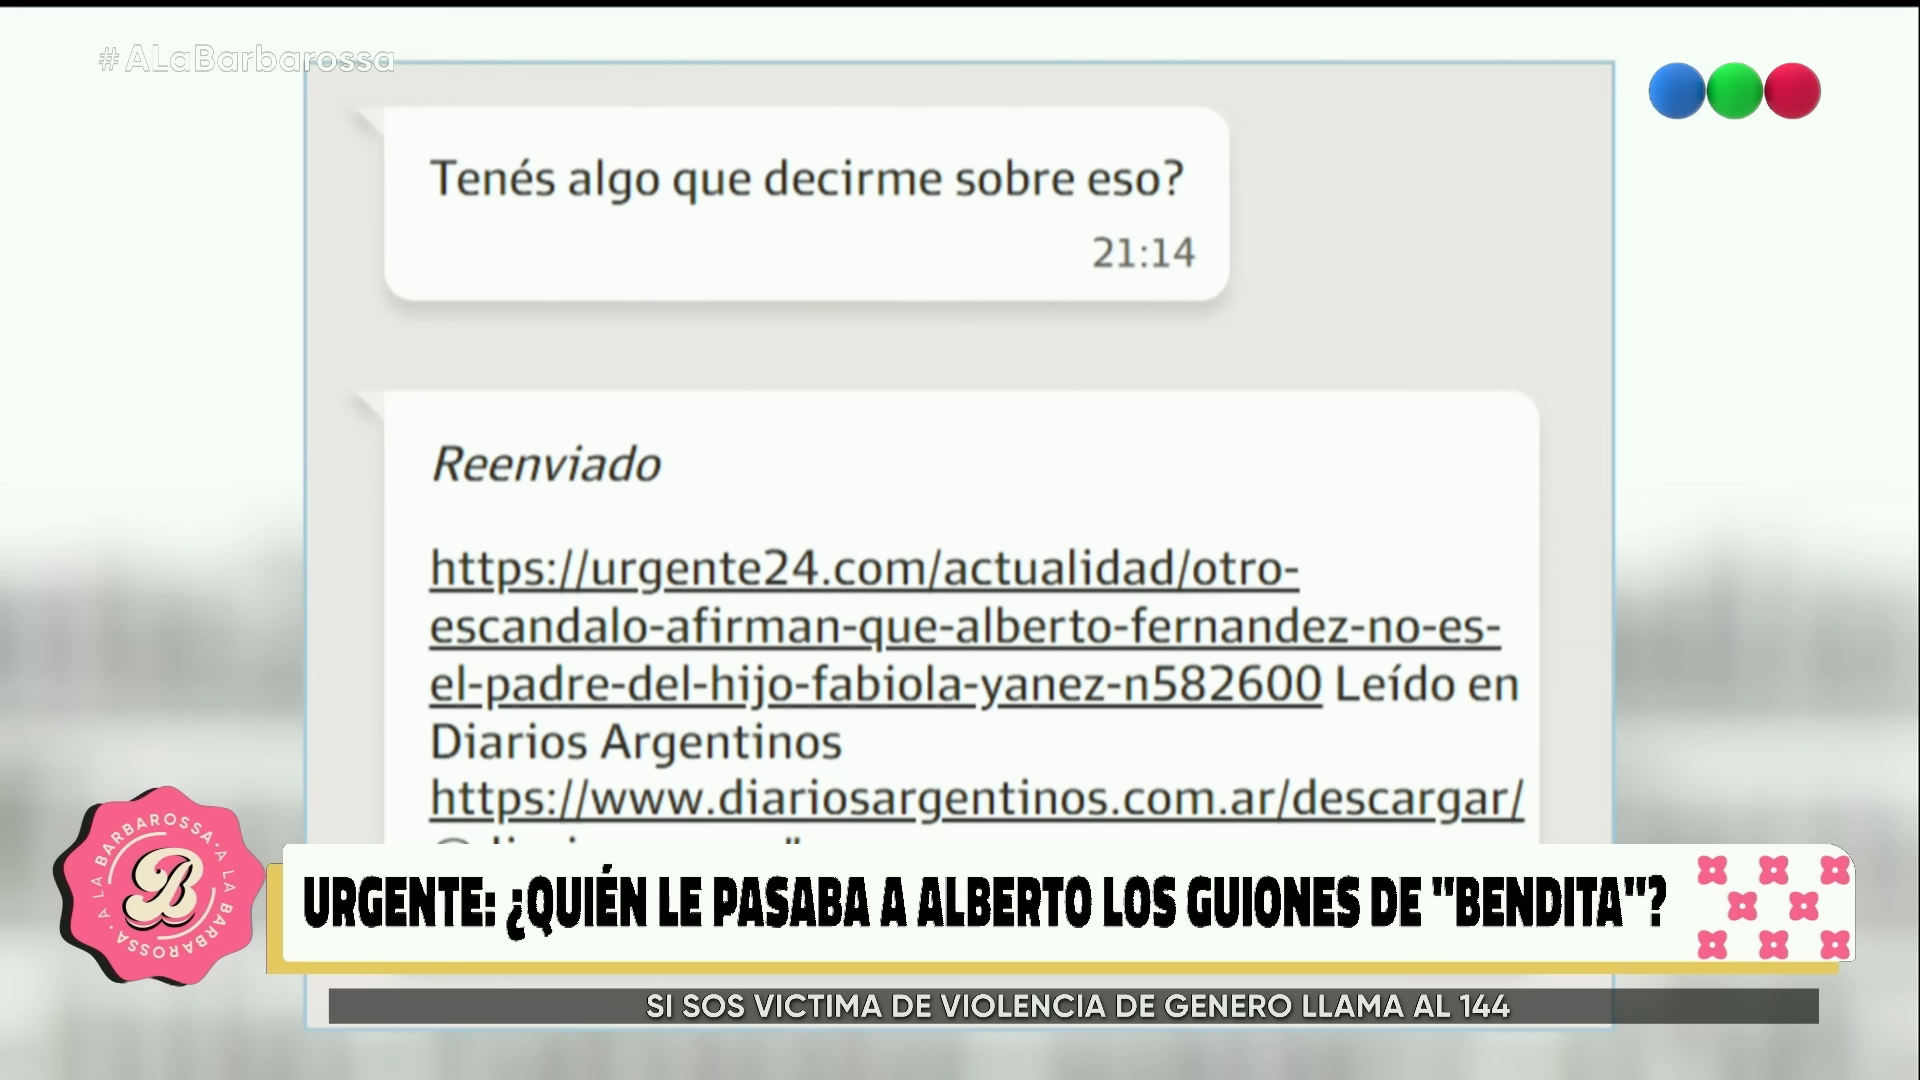 #ALaBarbarossa
Tenés algo que decirme sobre eso?
21:14
Reenviado
https://urgente24.com/actualidad/otro-
escandalo-afirman-que-alberto-fernandez-no-es-
el-padre-del-hijo-fabiola-yanez-n582600 Leído en
Diarios Argentinos
https://www.diariosargentinos.com.ar/descargar/
A LA BARBAROSSA · A LA BARBAROSSA ·
B
URGENTE: ¿QUIÉN LE PASABA A ALBERTO LOS GUIONES DE "BENDITA"?
SI SOS VICTIMA DE VIOLENCIA DE GENERO LLAMA AL 144